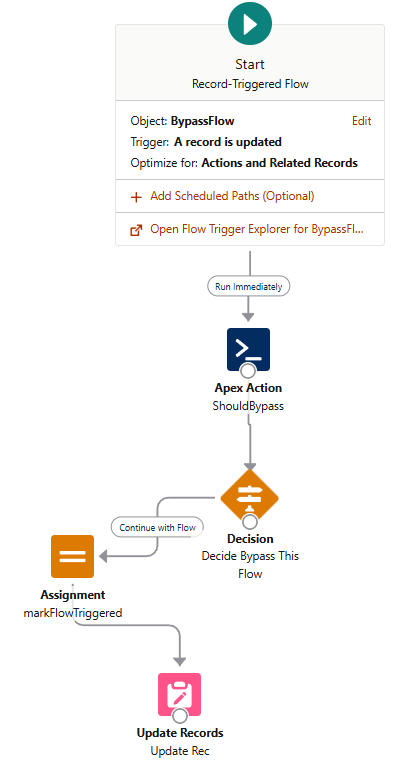 Start
Record-Triggered Flow
Object: BypassFlow Edit
Trigger: A record is updated
Optimize for: Actions and Related Records
Add Scheduled Paths (Optional)
Open Flow Trigger Explorer for BypassFl...
Run Immediately
Apex Action
ShouldBypass
Decision
Decide Bypass This
Flow
Continue with Flow
Assignment
markFlowTriggered
Update Records
Update Rec